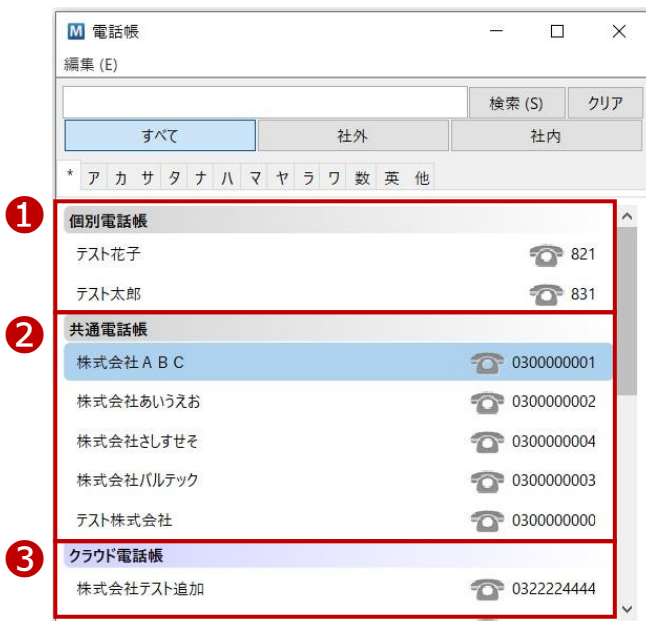 M 電話帳
編集 (E)
検索 (S) クリア
すべて 社外 社内
* ア カ サ タ ナ ハ マ ヤ ラ ワ 数 英 他
1 個別電話帳
テスト花子 821
テスト太郎 831
2 共通電話帳
株式会社ＡＢＣ 0300000001
株式会社あいうえお 0300000002
株式会社さしすせそ 0300000004
株式会社バルテック 0300000003
テスト株式会社 0300000000
3 クラウド電話帳
株式会社テスト追加 0322224444